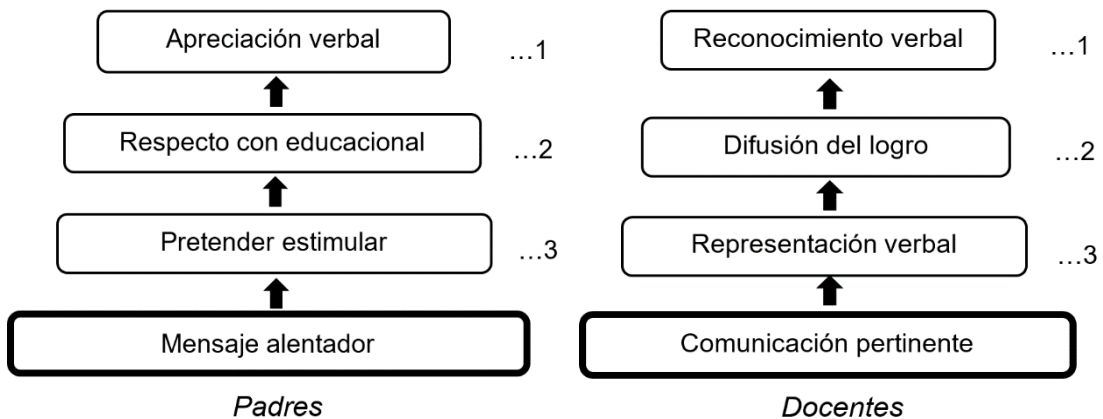 Apreciación verbal …1
Respecto con educacional …2
Pretender estimular …3
Mensaje alentador
Padres
Reconocimiento verbal …1
Difusión del logro …2
Representación verbal …3
Comunicación pertinente
Docentes